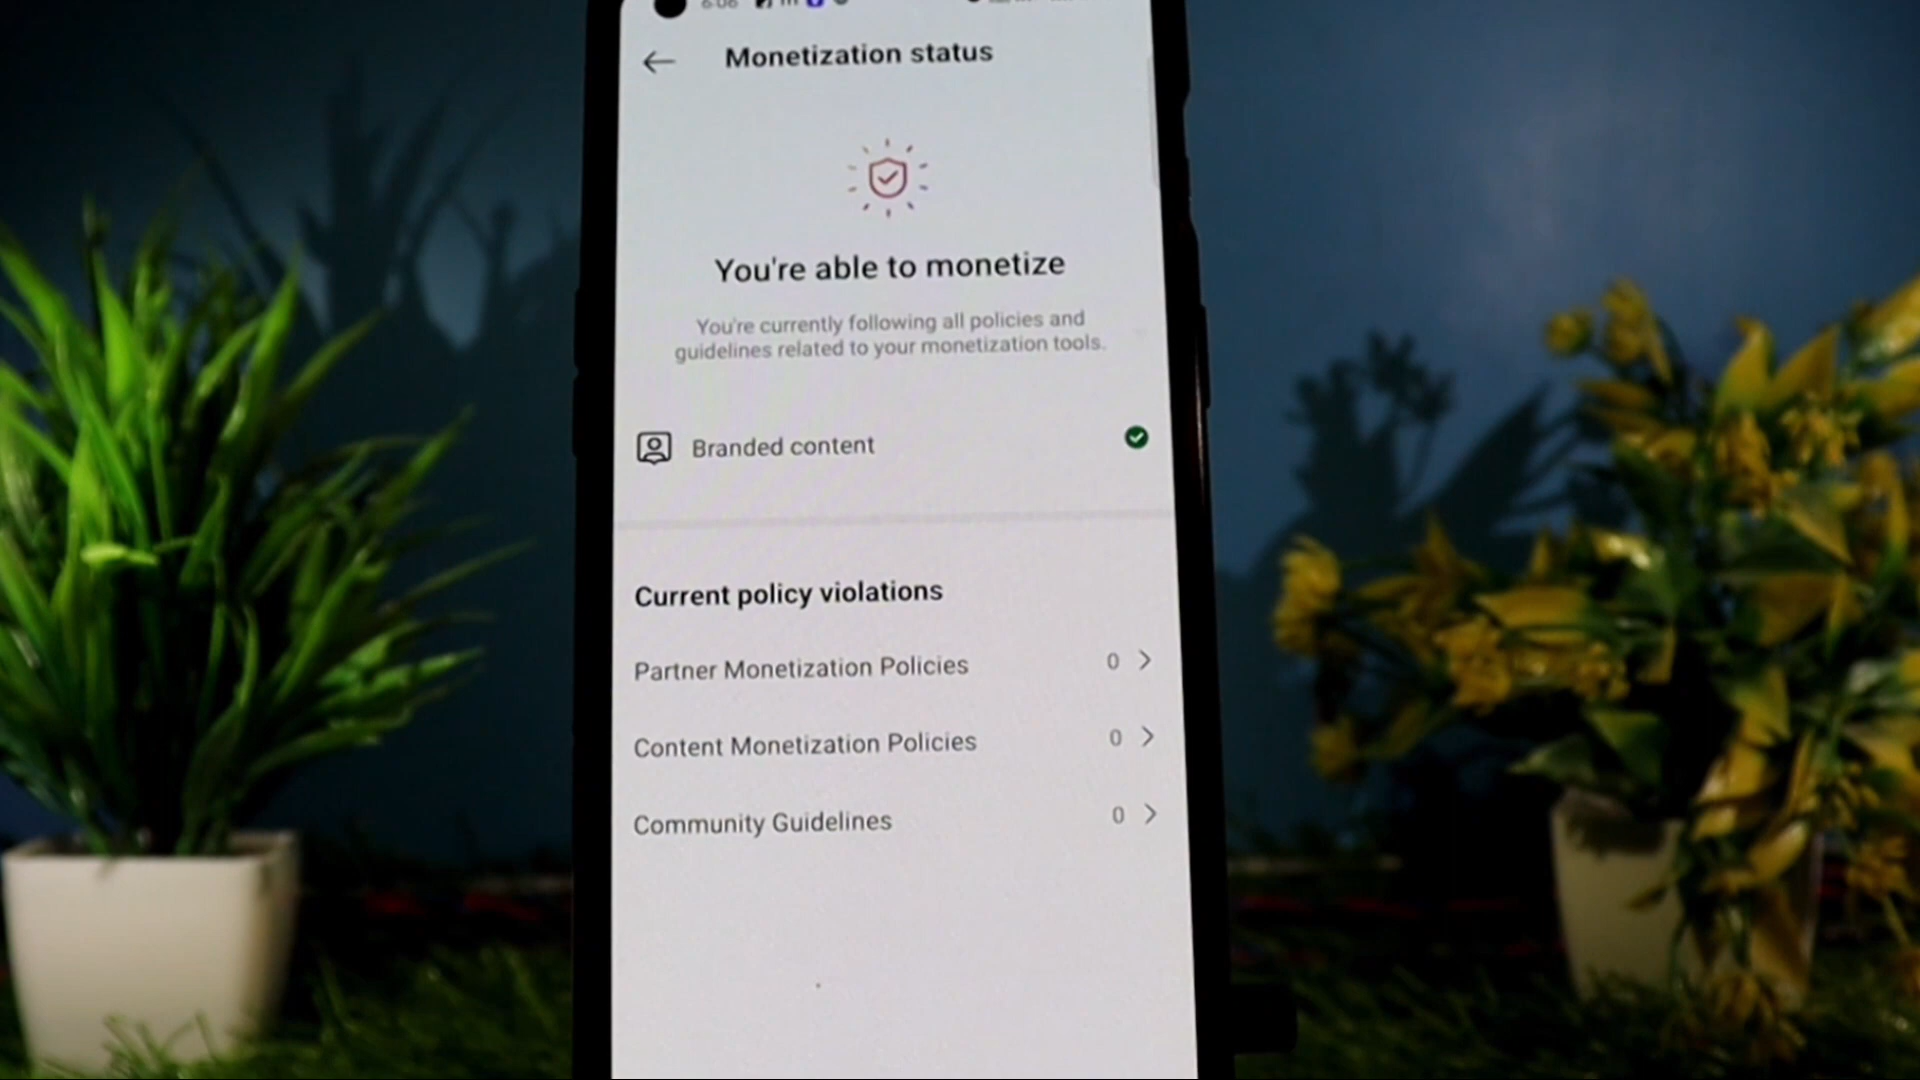 Monetization status
You're able to monetize
You're currently following all policies and
guidelines related to your monetization tools.
Branded content
Current policy violations
Partner Monetization Policies 0
Content Monetization Policies 0
Community Guidelines 0